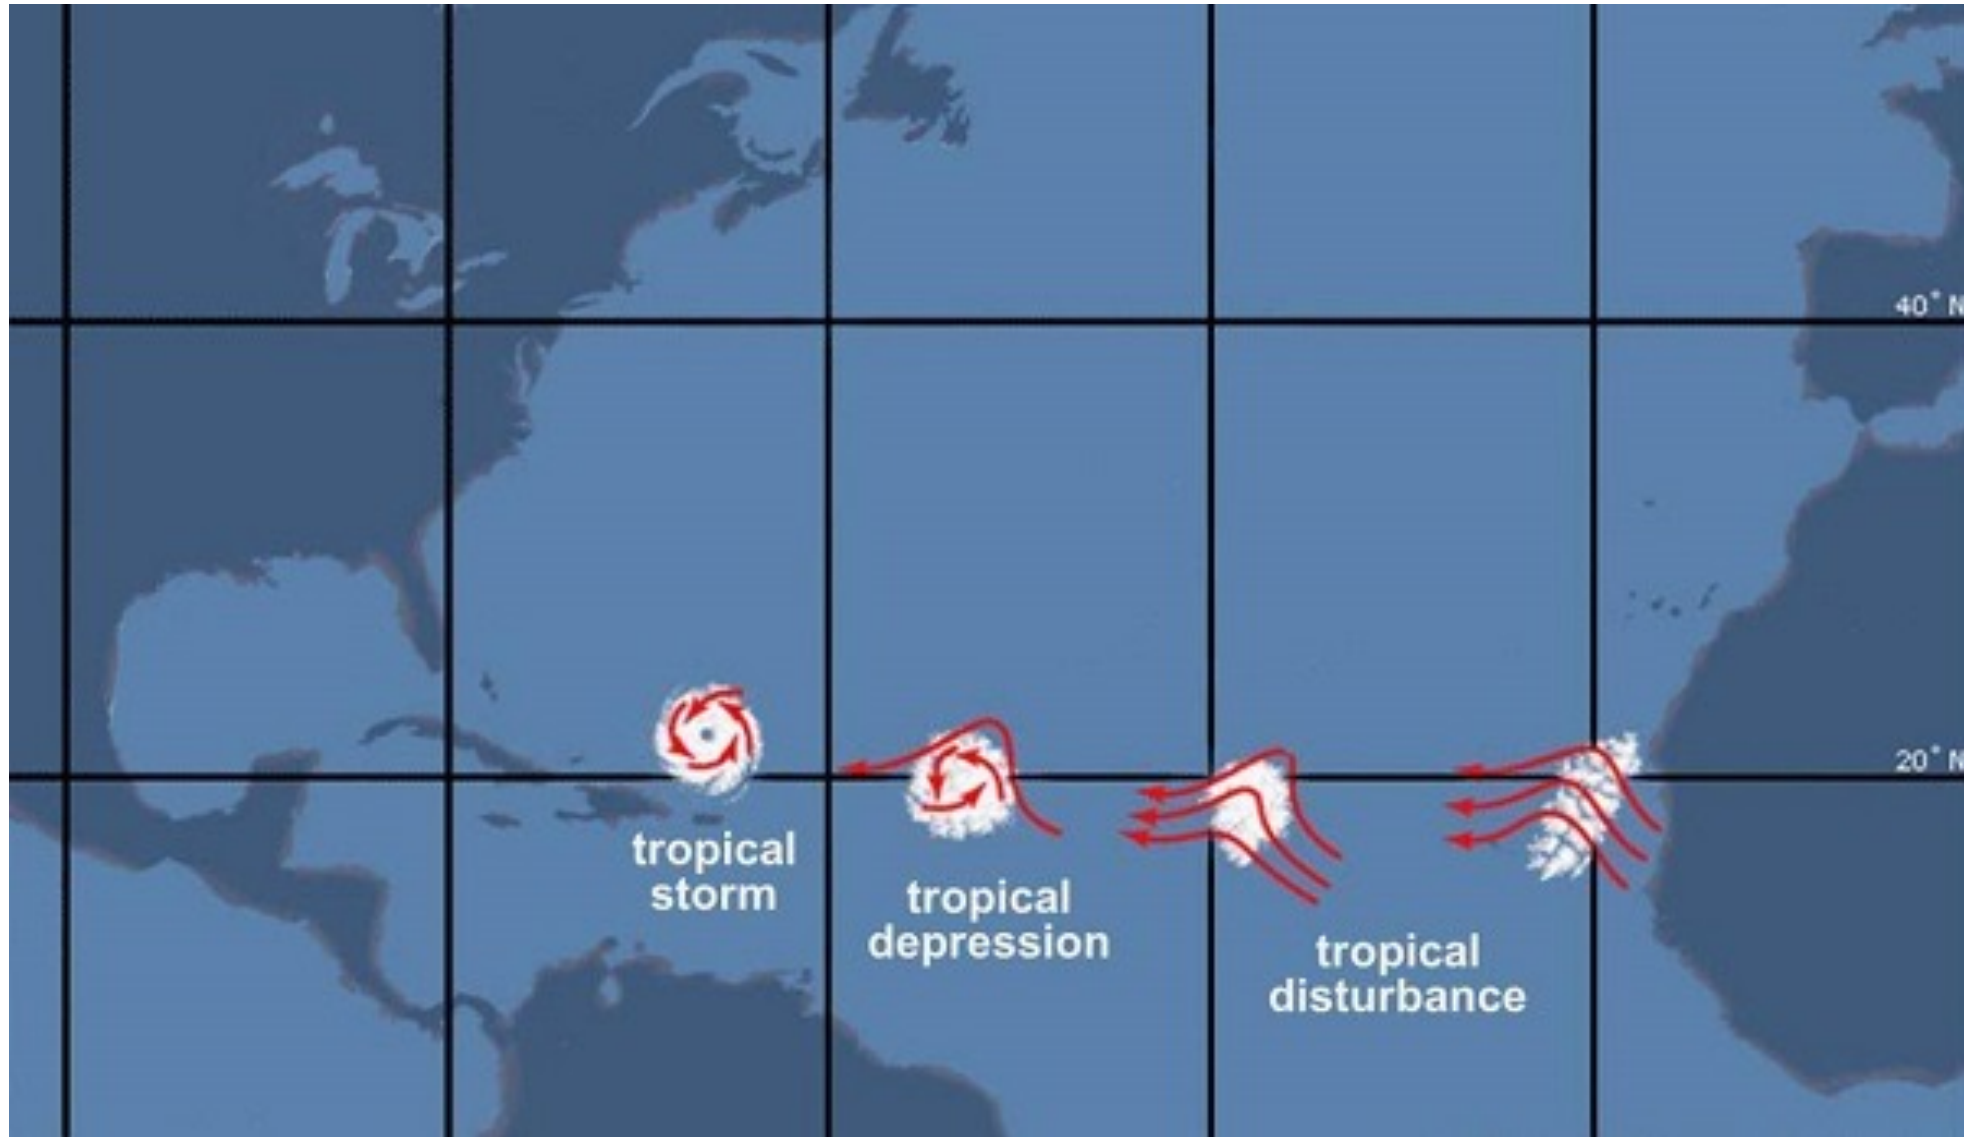 40° N
20° N
tropical
storm
tropical
depression
tropical
disturbance